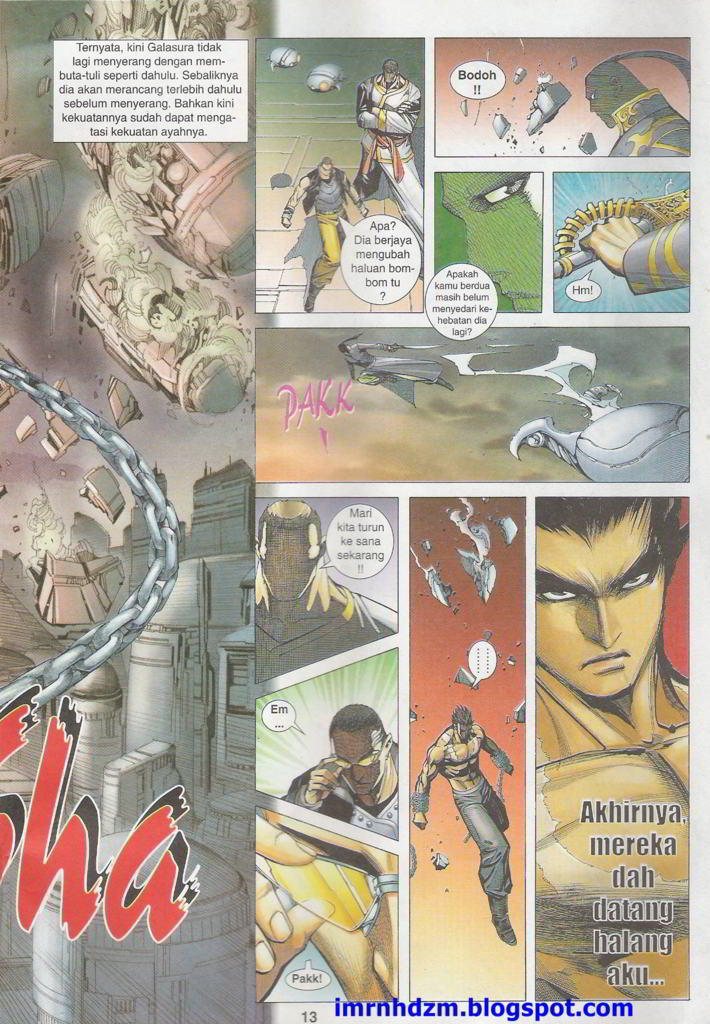 Ternyata, kini Galasura tidak
lagi menyerang dengan mem-
buta-tuli seperti dahulu. Sebaliknya
dia akan merancang terlebih dahulu
sebelum menyerang. Bahkan kini
kekuatannya sudah dapat menga-
tasi kekuatan ayahnya.
Apa?
Dia berjaya
mengubah
haluan bom-
bom tu
?
Bodoh
!!
Apakah
kamu berdua
masih belum
menyedari ke-
hebatan dia
lagi?
Hm!
PAKK
!
Mari
kita turun
ke sana
sekarang
!!
Em
...
Pakk!
Akhirnya,
mereka
dah
datang
halang
aku...
ha
13
imrnhdzm.blogspot.com